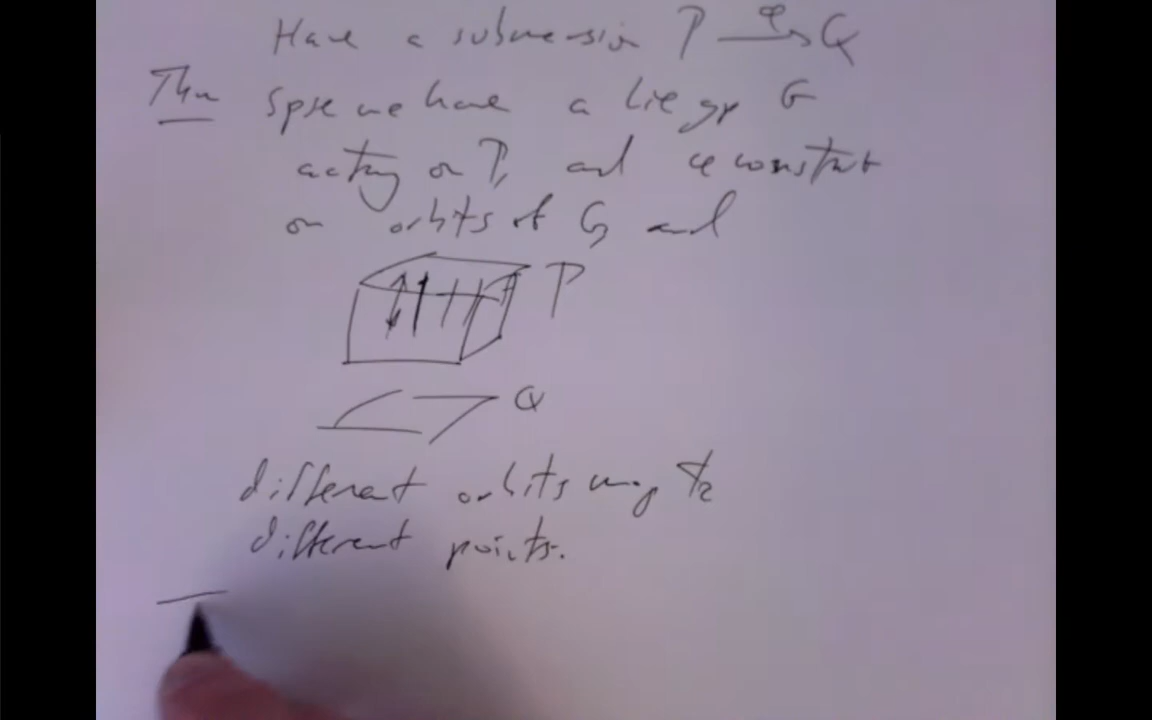 Have a submersion P φ→ Q
Thm Spse we have a Lie gp G
acting on P, and φ constant
on orbits of G, and
P
Q
different orbits map to
different points.